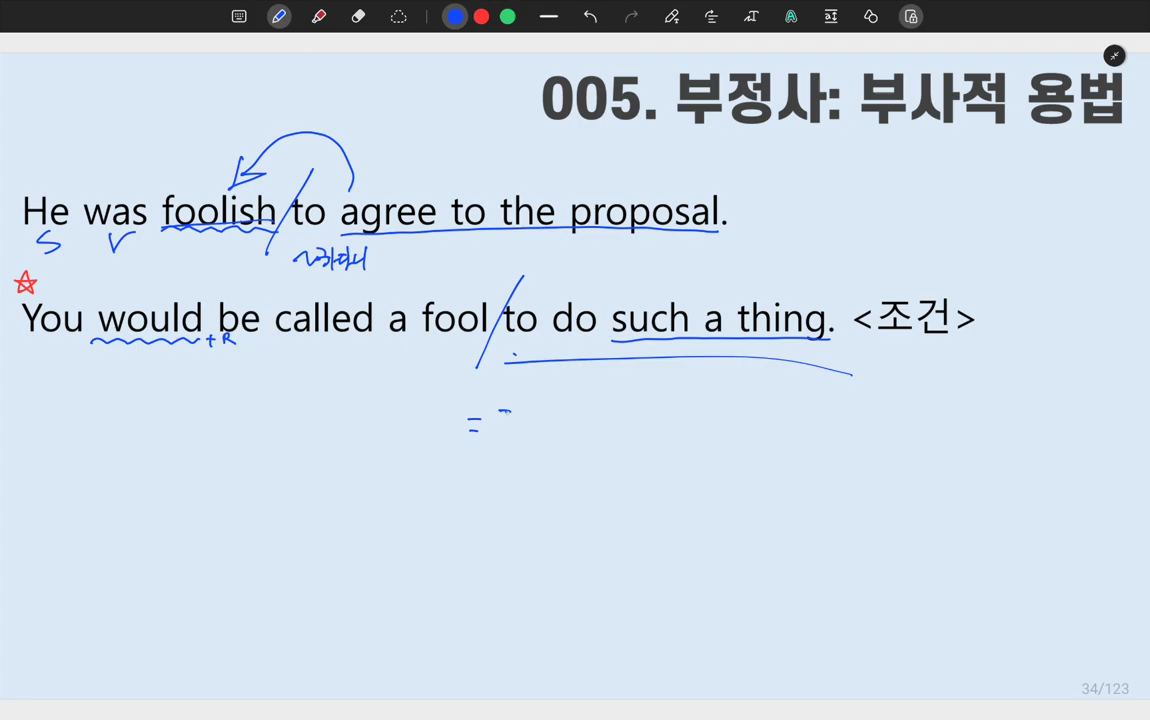 005. 부정사: 부사적 용법
He was foolish to agree to the proposal.
S V ~하다니
You would be called a fool to do such a thing. <조건>
+R
=
34/123